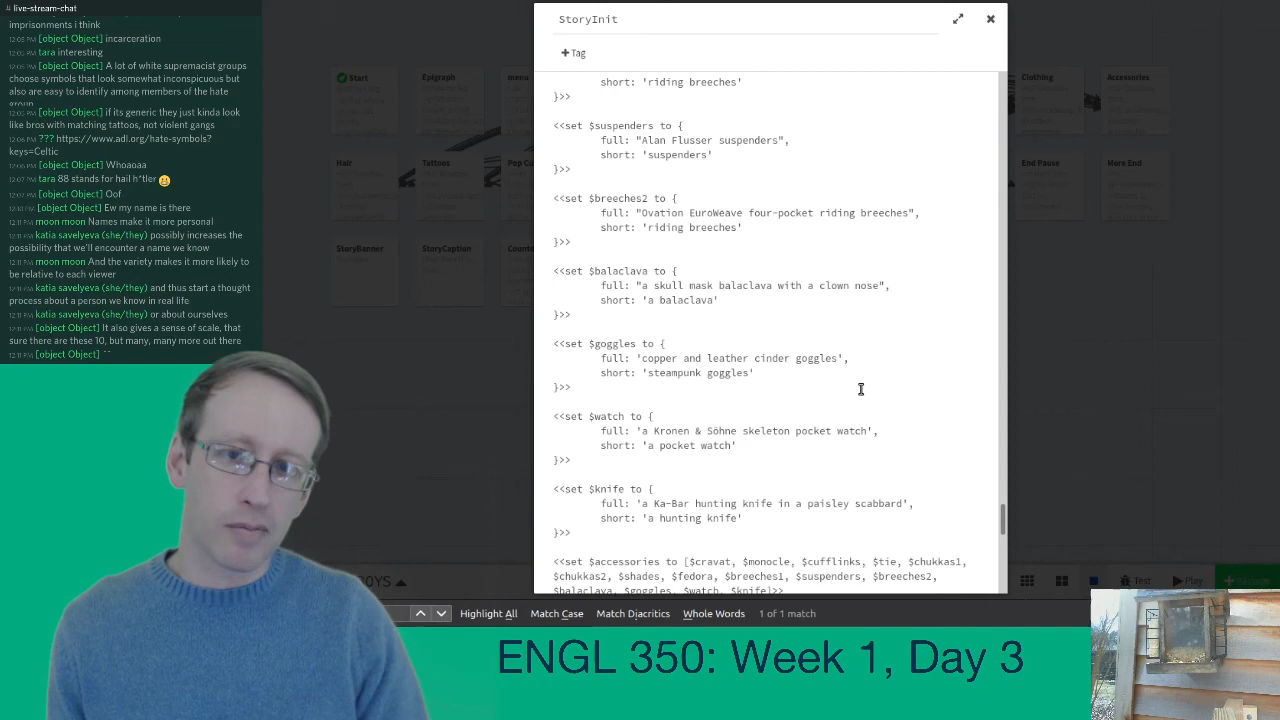 # live-stream-chat
imprisonments i think
12:05 PM [object Object] incarceration
12:05 PM tara interesting
12:06 PM [object Object] A lot of white supremacist groups
choose symbols that look somewhat inconspicuous but
also are easy to identify among members of the hate
group
12:05 PM [object Object] if its generic they just kinda look
like bros with matching tattoos, not violent gangs
12:06 PM ??? https://www.adl.org/hate-symbols?
keys=Celtic
12:06 PM [object Object] Whoaaaa
12:07 PM tara 88 stands for hail h*tler
12:07 PM [object Object] Oof
12:10 PM [object Object] Ew my name is there
12:11 PM moon moon Names make it more personal
12:11 PM katia savelyeva (she/they) possibly increases the
possibility that we'll encounter a name we know
12:11 PM moon moon And the variety makes it more likely to
be relative to each viewer
12:11 PM katia savelyeva (she/they) and thus start a thought
process about a person we know in real life
12:11 PM katia savelyeva (she/they) or about ourselves
12:11 PM [object Object] It also gives a sense of scale, that
sure there are these 10, but many, many more out there
12:11 PM [object Object] ^^
Start
Epigraph
menu
Clothing
Accessories
Hair
Tattoos
Pop Cu
End Pause
More End
StoryBanner
StoryCaption
Counte
StoryInit
+ Tag
short: 'riding breeches'
}>>
<<set $suspenders to {
full: "Alan Flusser suspenders",
short: 'suspenders'
}>>
<<set $breeches2 to {
full: "Ovation EuroWeave four-pocket riding breeches",
short: 'riding breeches'
}>>
<<set $balaclava to {
full: "a skull mask balaclava with a clown nose",
short: 'a balaclava'
}>>
<<set $goggles to {
full: 'copper and leather cinder goggles',
short: 'steampunk goggles'
}>>
<<set $watch to {
full: 'a Kronen & Söhne skeleton pocket watch',
short: 'a pocket watch'
}>>
<<set $knife to {
full: 'a Ka-Bar hunting knife in a paisley scabbard',
short: 'a hunting knife'
}>>
<<set $accessories to [$cravat, $monocle, $cufflinks, $tie, $chukkas1,
$chukkas2, $shades, $fedora, $breeches1, $suspenders, $breeches2,
$balaclava, $goggles, $watch, $knife]>>
OYS
Test
Play
Highlight All Match Case Match Diacritics Whole Words 1 of 1 match
ENGL 350: Week 1, Day 3